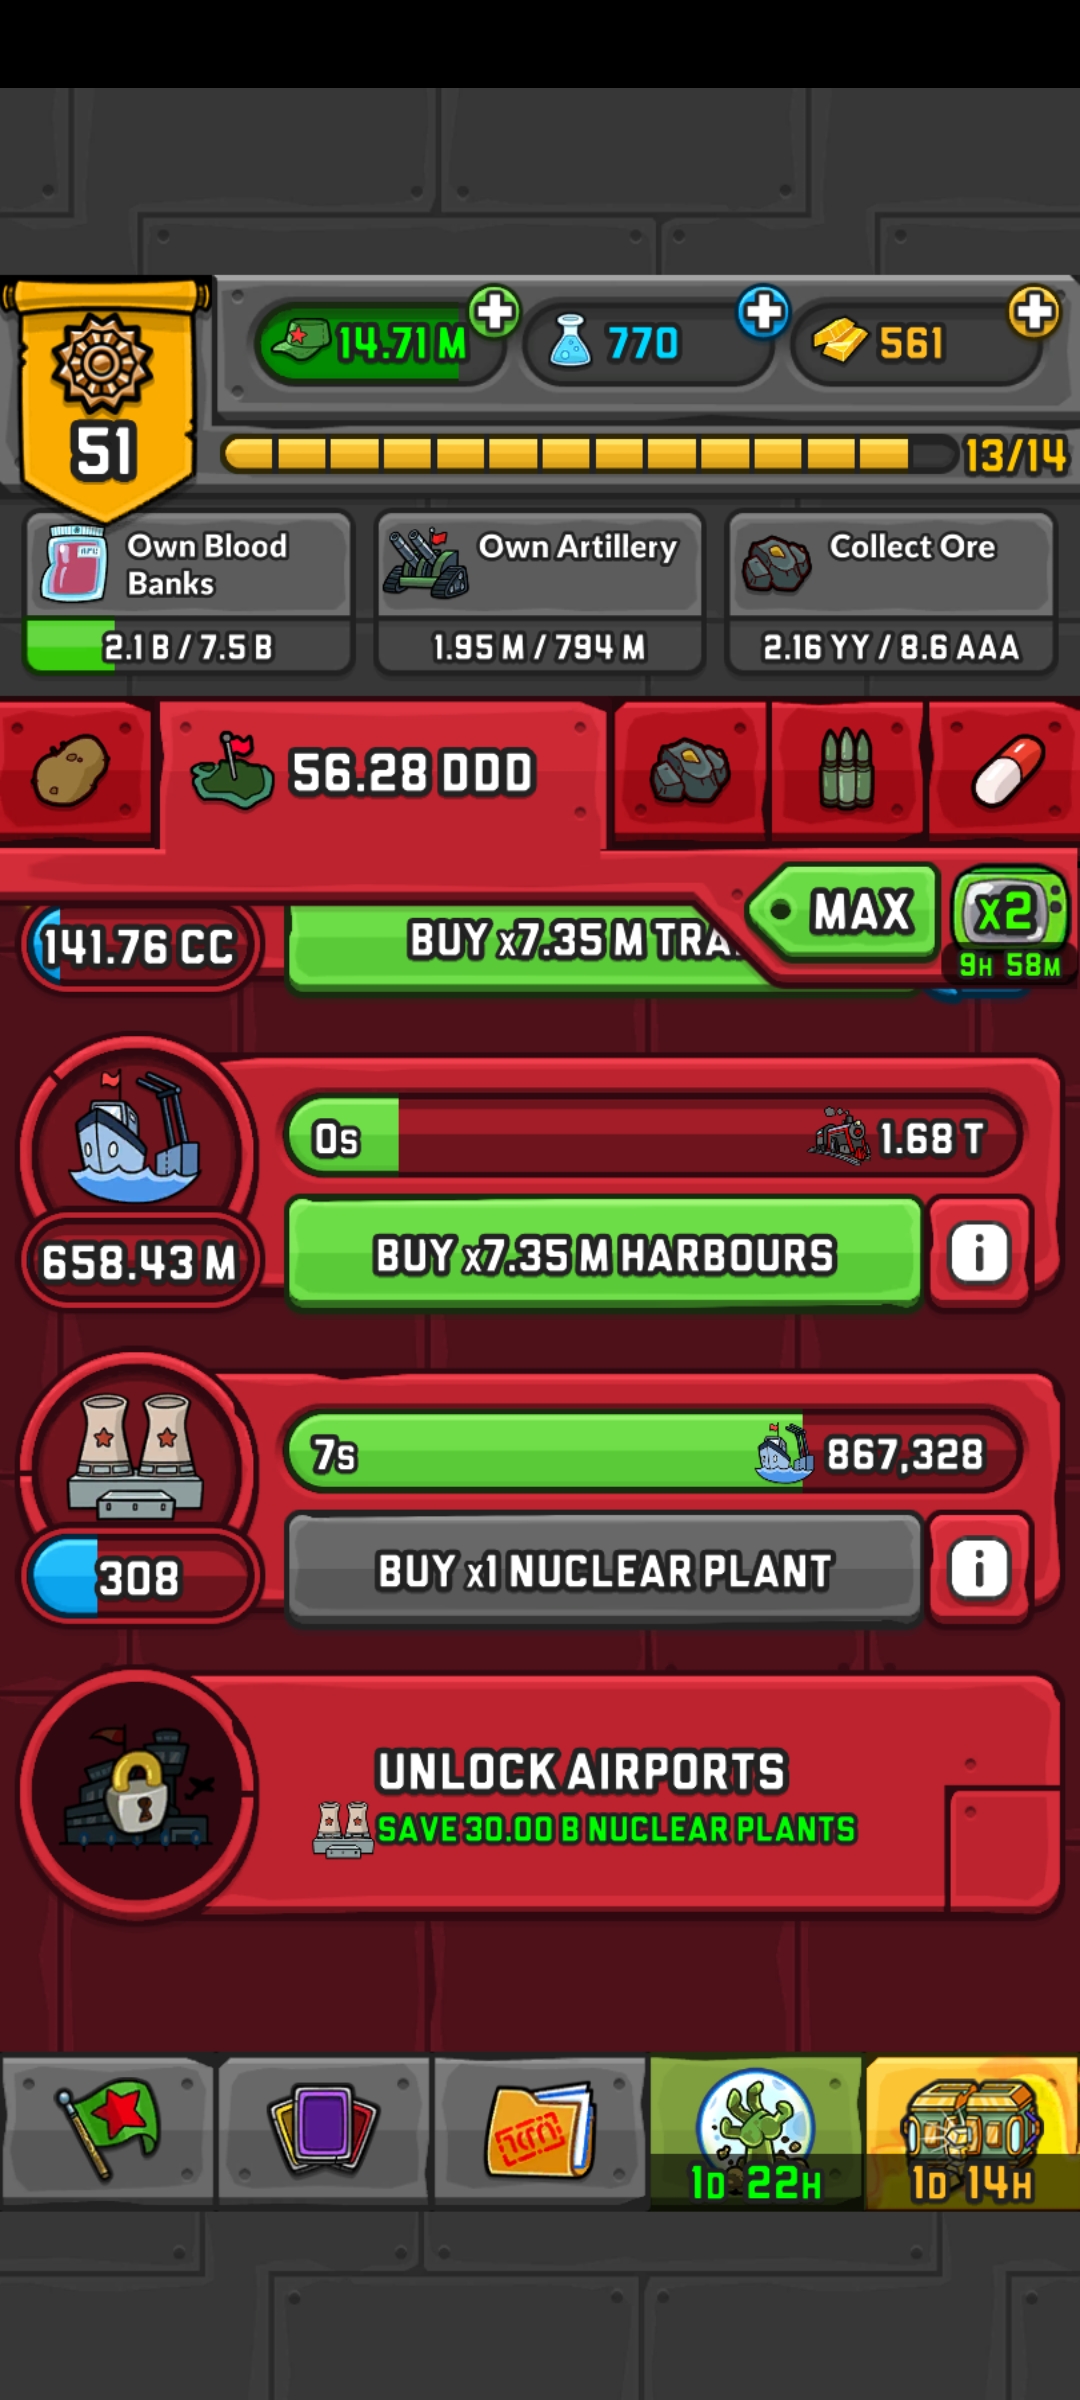 14.71 M
770
561
51
13/14
Own Blood
Banks
2.1 B / 7.5 B
Own Artillery
1.95 M / 794 M
Collect Ore
2.16 YY / 8.6 AAA
56.28 DDD
MAX
x2
9H 58M
141.76 CC
BUY x7.35 M TRA
0s
1.68 T
658.43 M
BUY x7.35 M HARBOURS
i
7s
867,328
308
BUY x1 NUCLEAR PLANT
i
UNLOCK AIRPORTS
SAVE 30.00 B NUCLEAR PLANTS
1D 22H
1D 14H